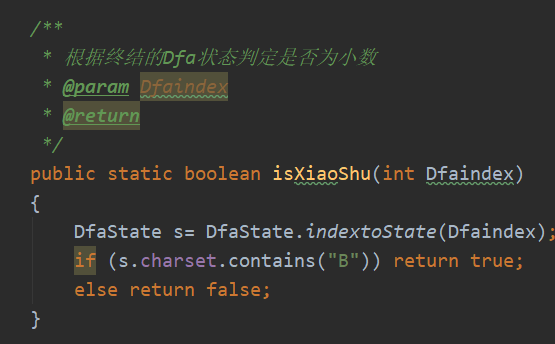 /**
 * 根据终结的Dfa状态判定是否为小数
 * @param Dfaindex
 * @return
 */
public static boolean isXiaoShu(int Dfaindex)
{
    DfaState s= DfaState.indextoState(Dfaindex);
    if (s.charset.contains("B")) return true;
    else return false;
}